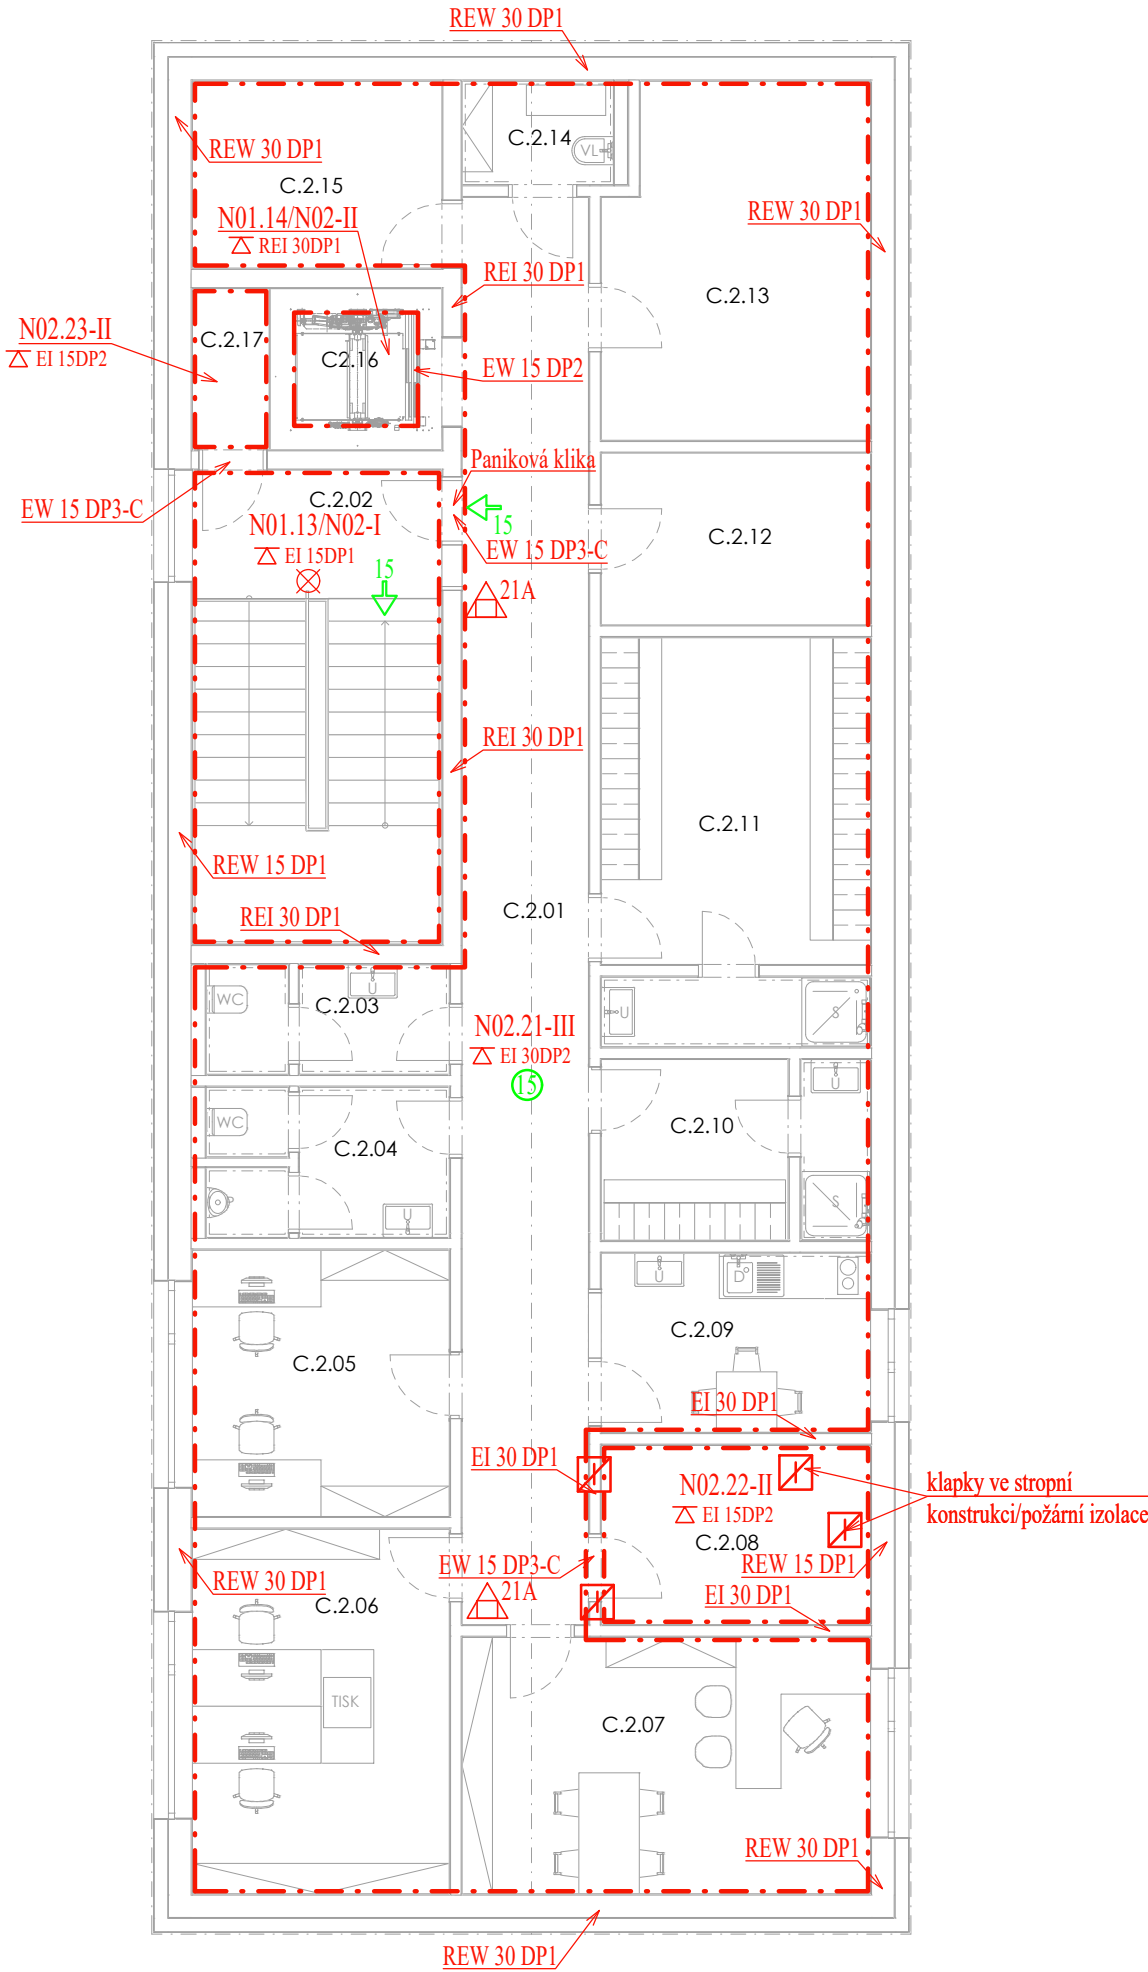 REW 30 DP1
C.2.14
VL
REW 30 DP1
C.2.15
N01.14/N02-II
REI 30DP1
REW 30 DP1
REI 30 DP1
C.2.13
N02.23-II
EI 15DP2
C.2.17
C2.16
EW 15 DP2
Paniková klika
EW 15 DP3-C
C.2.02
N01.13/N02-I
EI 15DP1
15
EW 15 DP3-C
C.2.12
15
21A
REI 30 DP1
C.2.11
REW 15 DP1
REI 30 DP1
C.2.01
WC
U
C.2.03
U
S
N02.21-III
EI 30DP2
15
U
WC
C.2.04
C.2.10
S
U
U
D
C.2.09
C.2.05
EI 30 DP1
EI 30 DP1
N02.22-II
EI 15DP2
klapky ve stropní
konstrukci/požární izolace
C.2.08
EW 15 DP3-C
REW 15 DP1
REW 30 DP1
21A
EI 30 DP1
C.2.06
TISK
C.2.07
REW 30 DP1
REW 30 DP1